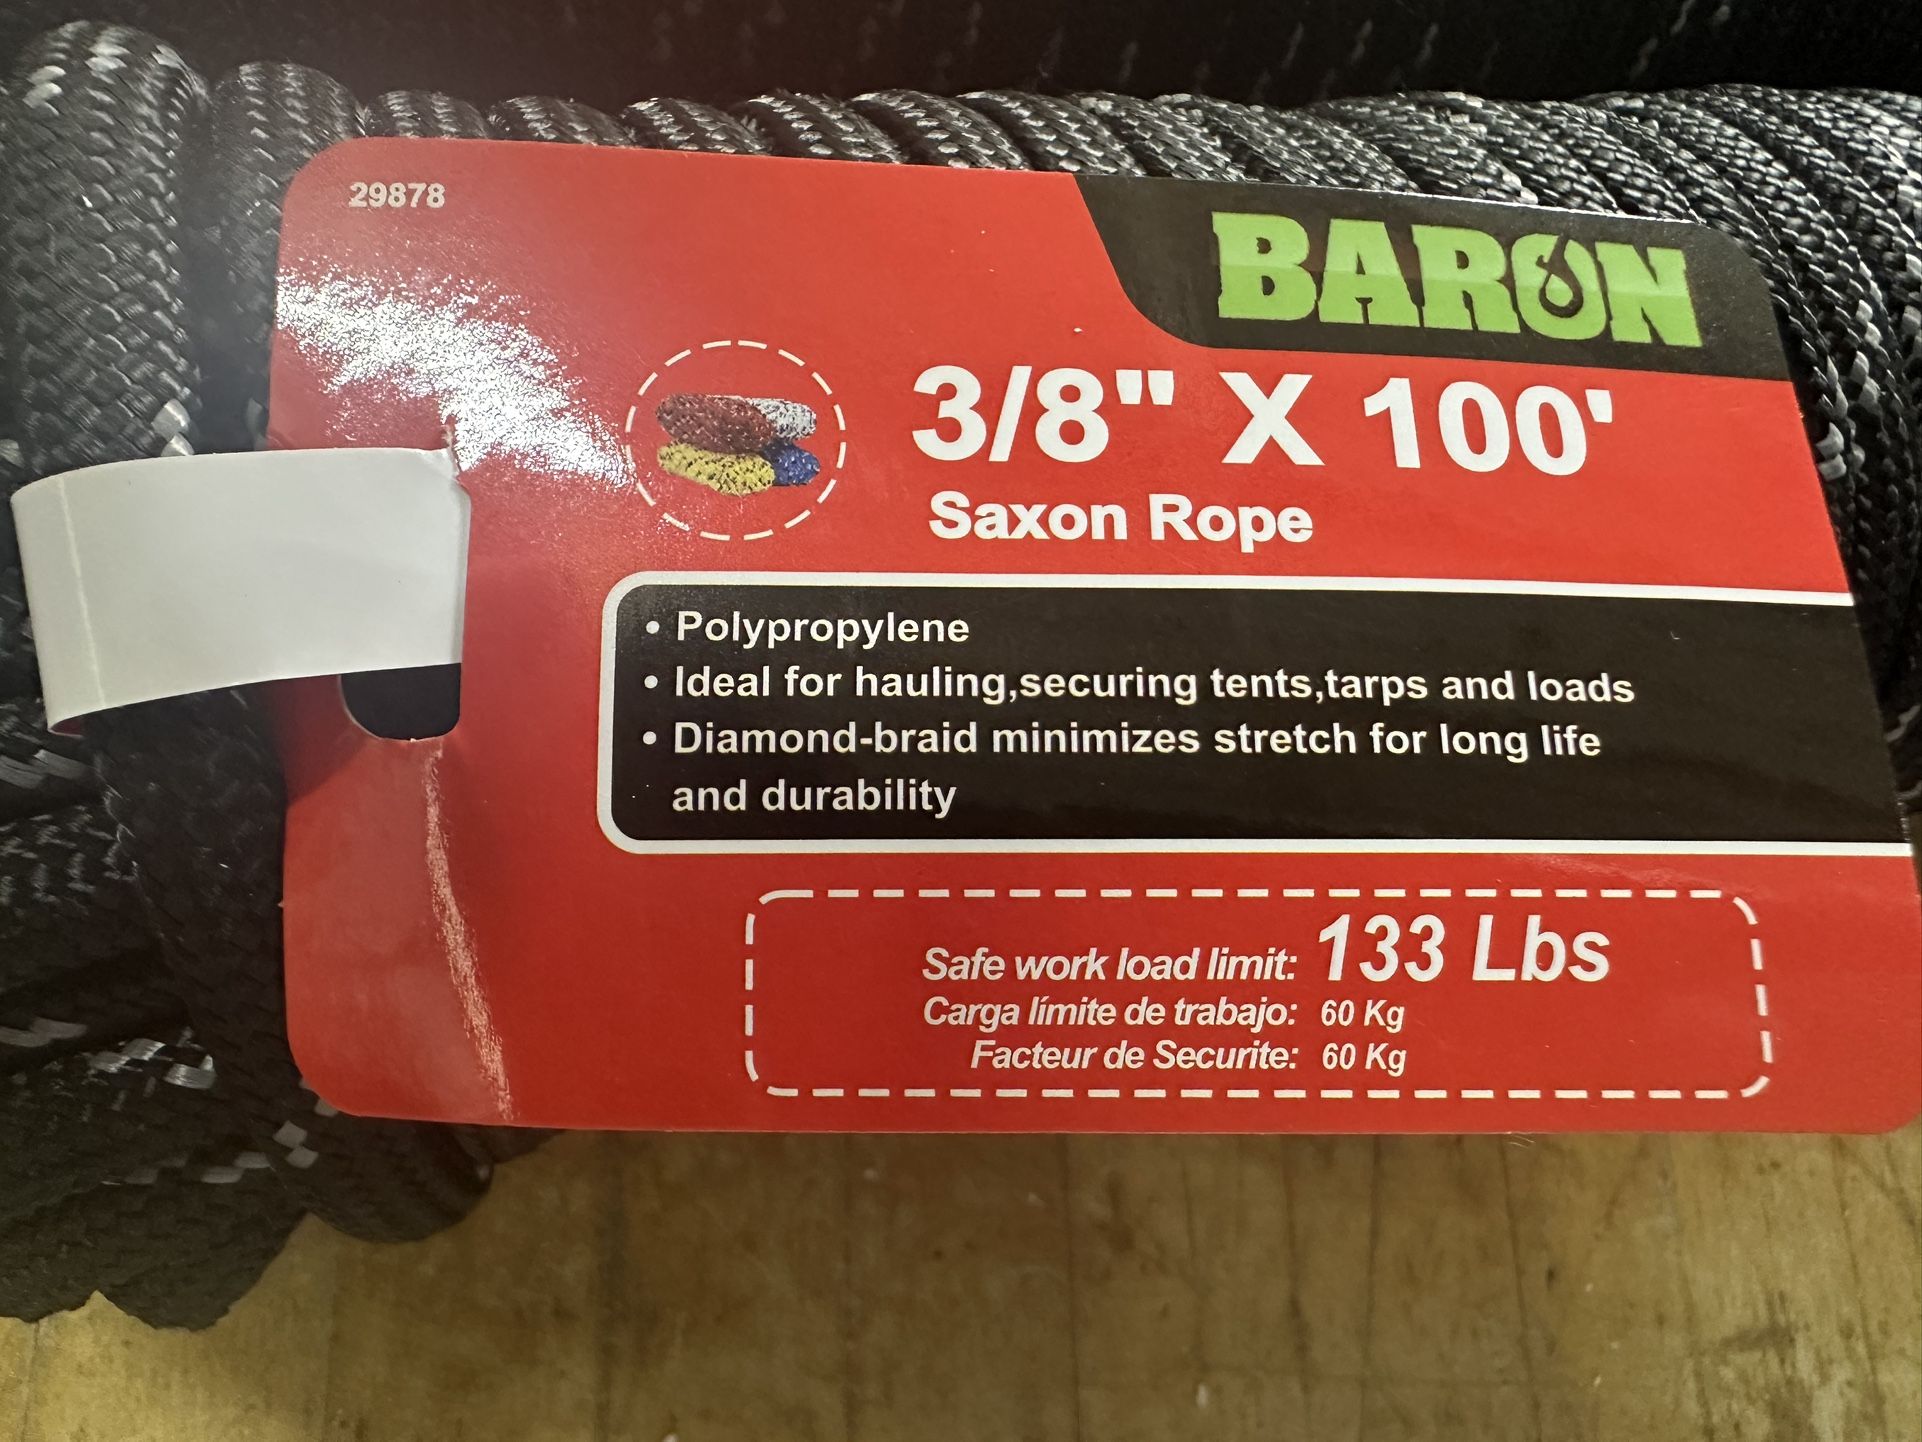 29878
BARON
3/8" X 100'
Saxon Rope
• Polypropylene
• Ideal for hauling,securing tents,tarps and loads
• Diamond-braid minimizes stretch for long life
and durability
Safe work load limit: 133 Lbs
Carga límite de trabajo: 60 Kg
Facteur de Securite: 60 Kg